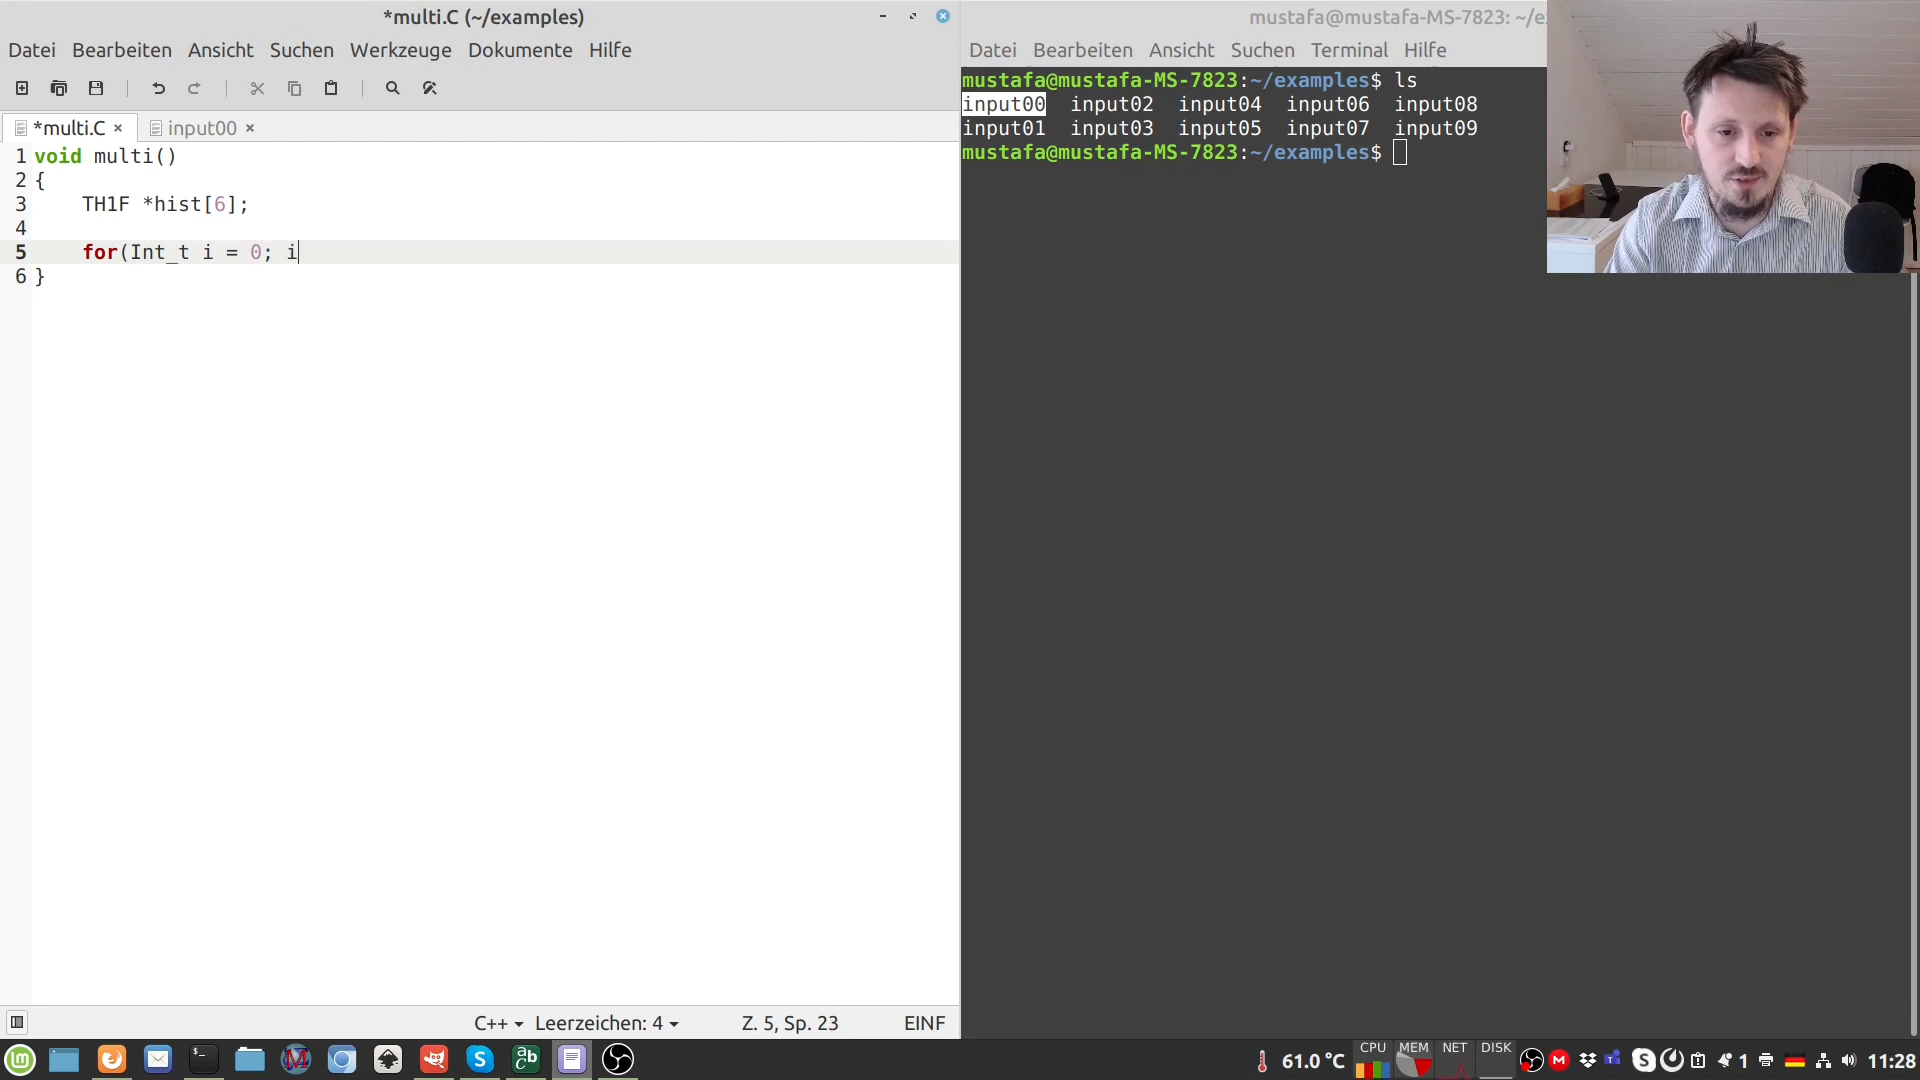 *multi.C (~/examples)
Datei Bearbeiten Ansicht Suchen Werkzeuge Dokumente Hilfe
*multi.C × input00 ×
1 void multi()
2 {
3     TH1F *hist[6];
4
5     for(Int_t i = 0; i
6 }
C++ Leerzeichen: 4 Z. 5, Sp. 23 EINF
mustafa@mustafa-MS-7823: ~/e
Datei Bearbeiten Ansicht Suchen Terminal Hilfe
mustafa@mustafa-MS-7823:~/examples$ ls
input00 input02 input04 input06 input08
input01 input03 input05 input07 input09
mustafa@mustafa-MS-7823:~/examples$
61.0 °C CPU MEM NET DISK 1 11:28